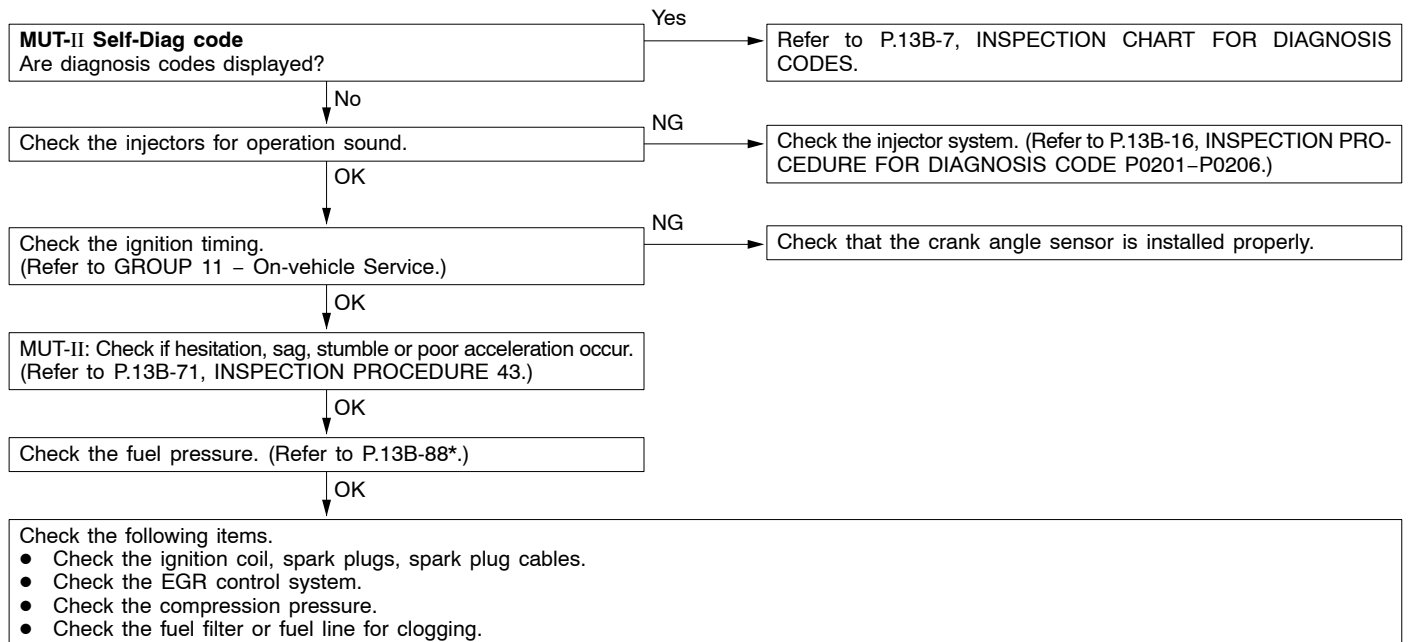 MUT-II Self-Diag code
Are diagnosis codes displayed?
Yes
Refer to P.13B-7, INSPECTION CHART FOR DIAGNOSIS
CODES.
No
Check the injectors for operation sound.
NG
Check the injector system. (Refer to P.13B-16, INSPECTION PRO-
CEDURE FOR DIAGNOSIS CODE P0201–P0206.)
OK
Check the ignition timing.
(Refer to GROUP 11 – On-vehicle Service.)
NG
Check that the crank angle sensor is installed properly.
OK
MUT-II: Check if hesitation, sag, stumble or poor acceleration occur.
(Refer to P.13B-71, INSPECTION PROCEDURE 43.)
OK
Check the fuel pressure. (Refer to P.13B-88*.)
OK
Check the following items.
● Check the ignition coil, spark plugs, spark plug cables.
● Check the EGR control system.
● Check the compression pressure.
● Check the fuel filter or fuel line for clogging.